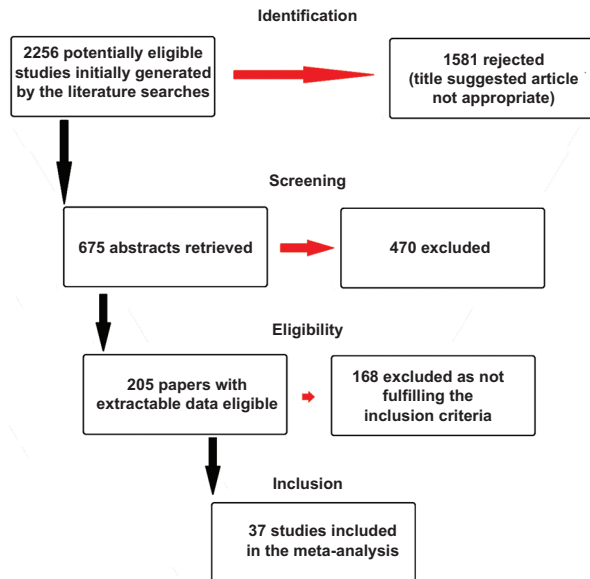 Identification
2256 potentially eligible
studies initially generated
by the literature searches
1581 rejected
(title suggested article
not appropriate)
Screening
675 abstracts retrieved
470 excluded
Eligibility
205 papers with
extractable data eligible
168 excluded as not
fulfilling the
inclusion criteria
Inclusion
37 studies included
in the meta-analysis